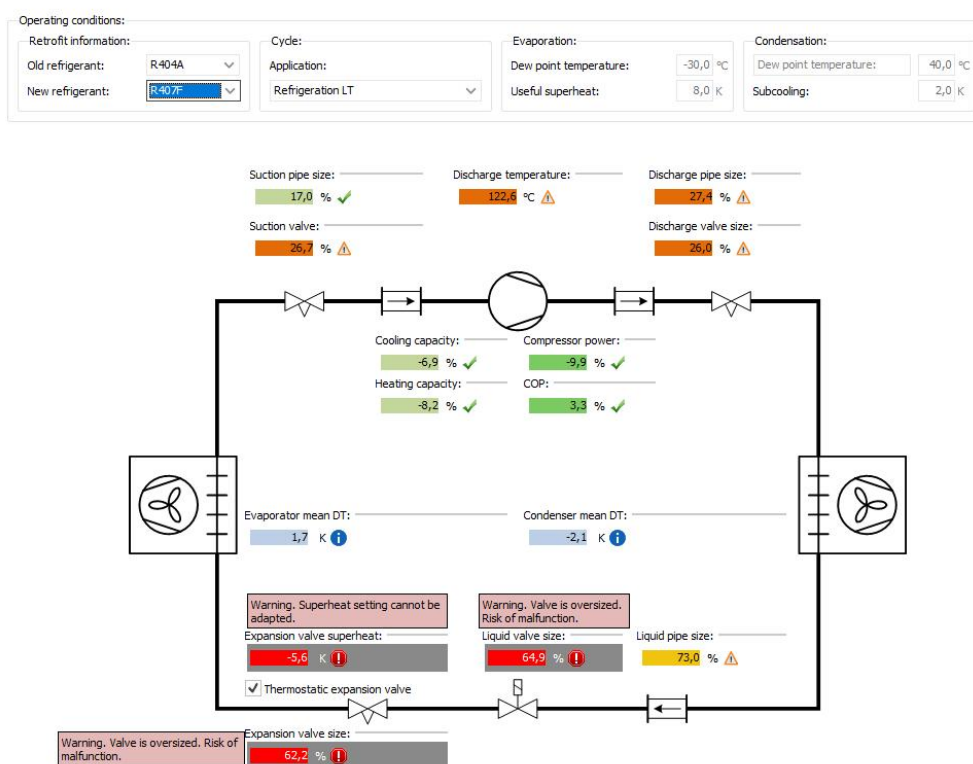 Operating conditions:
Retrofit information:
Old refrigerant: R404A
New refrigerant: R407F
Cycle:
Application:
Refrigeration LT
Evaporation:
Dew point temperature: -30,0 °C
Useful superheat: 8,0 K
Condensation:
Dew point temperature: 40,0 °C
Subcooling: 2,0 K
Suction pipe size:
17,0 %
Discharge temperature:
122,6 °C
Discharge pipe size:
27,4 %
Suction valve:
26,7 %
Discharge valve size:
26,0 %
Cooling capacity:
-6,9 %
Compressor power:
-9,9 %
Heating capacity:
-8,2 %
COP:
3,3 %
Evaporator mean DT:
1,7 K
Condenser mean DT:
-2,1 K
Warning. Superheat setting cannot be
adapted.
Expansion valve superheat:
-5,6 K
Warning. Valve is oversized.
Risk of malfunction.
Liquid valve size:
64,9 %
Liquid pipe size:
73,0 %
Thermostatic expansion valve
Warning. Valve is oversized. Risk of
malfunction.
Expansion valve size:
62,2 %